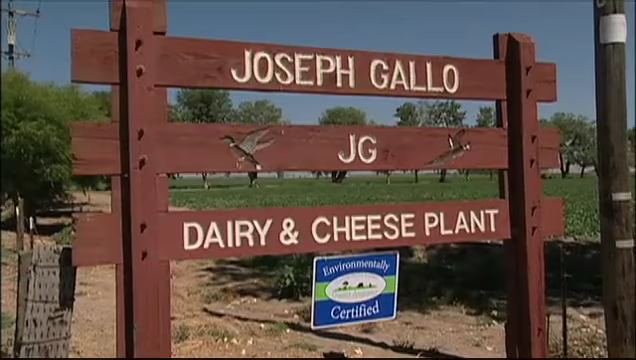 JOSEPH GALLO
JG
DAIRY & CHEESE PLANT
Environmentally
Certified